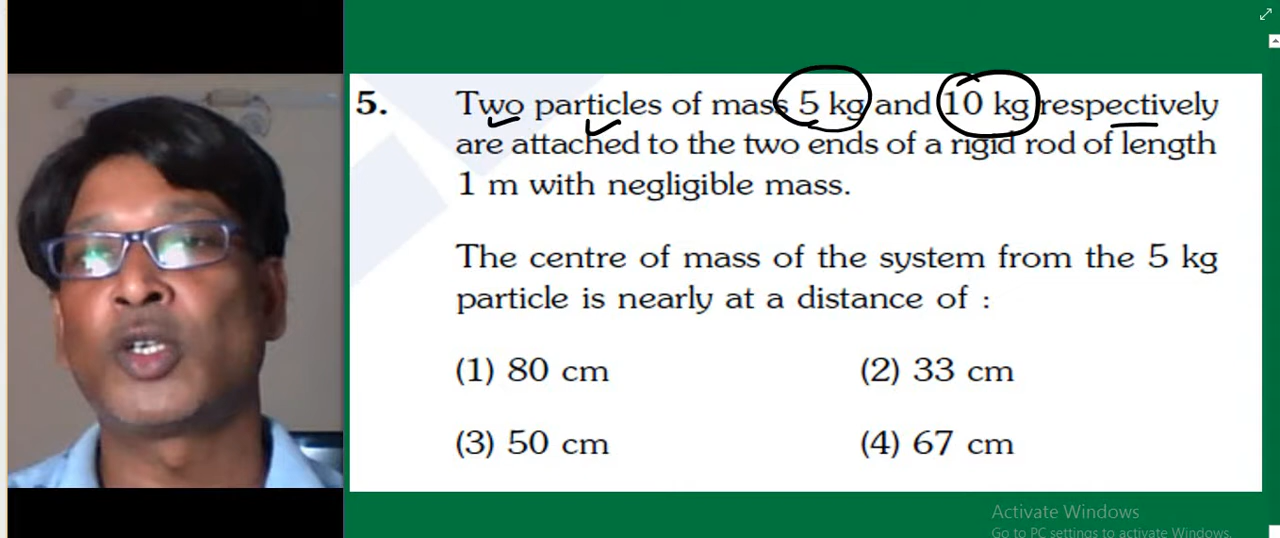 5. Two particles of mass 5 kg and 10 kg respectively
are attached to the two ends of a rigid rod of length
1 m with negligible mass.
The centre of mass of the system from the 5 kg
particle is nearly at a distance of :
(1) 80 cm (2) 33 cm
(3) 50 cm (4) 67 cm
Activate Windows
Go to PC settings to activate Windows.